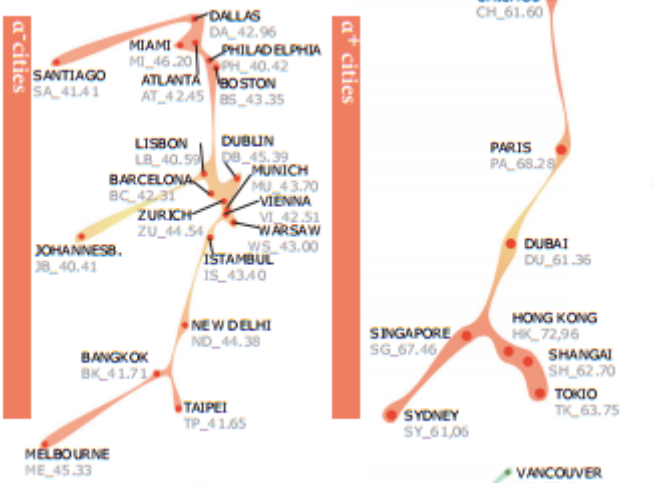 α-cities
DALLAS
DA_42.96
MIAMI
MI_46.20
PHILADELPHIA
PH_40.42
SANTIAGO
SA_41.41
ATLANTA
AT_42.45
BOSTON
BS_43.35
LISBON
LB_40.59
DUBLIN
DB_45.39
MUNICH
MU_43.70
BARCELONA
BC_42.31
VIENNA
VI_42.51
ZURICH
ZU_44.54
WARSAW
WS_43.00
JOHANNESB.
JB_40.41
ISTAMBUL
IS_43.40
NEW DELHI
ND_44.38
BANGKOK
BK_41.71
TAIPEI
TP_41.65
MELBOURNE
ME_45.33
α+ cities
CH_61.60
PARIS
PA_68.28
DUBAI
DU_61.36
HONG KONG
HK_72,96
SINGAPORE
SG_67.46
SHANGAI
SH_62.70
TOKIO
TK_63.75
SYDNEY
SY_61,06
VANCOUVER